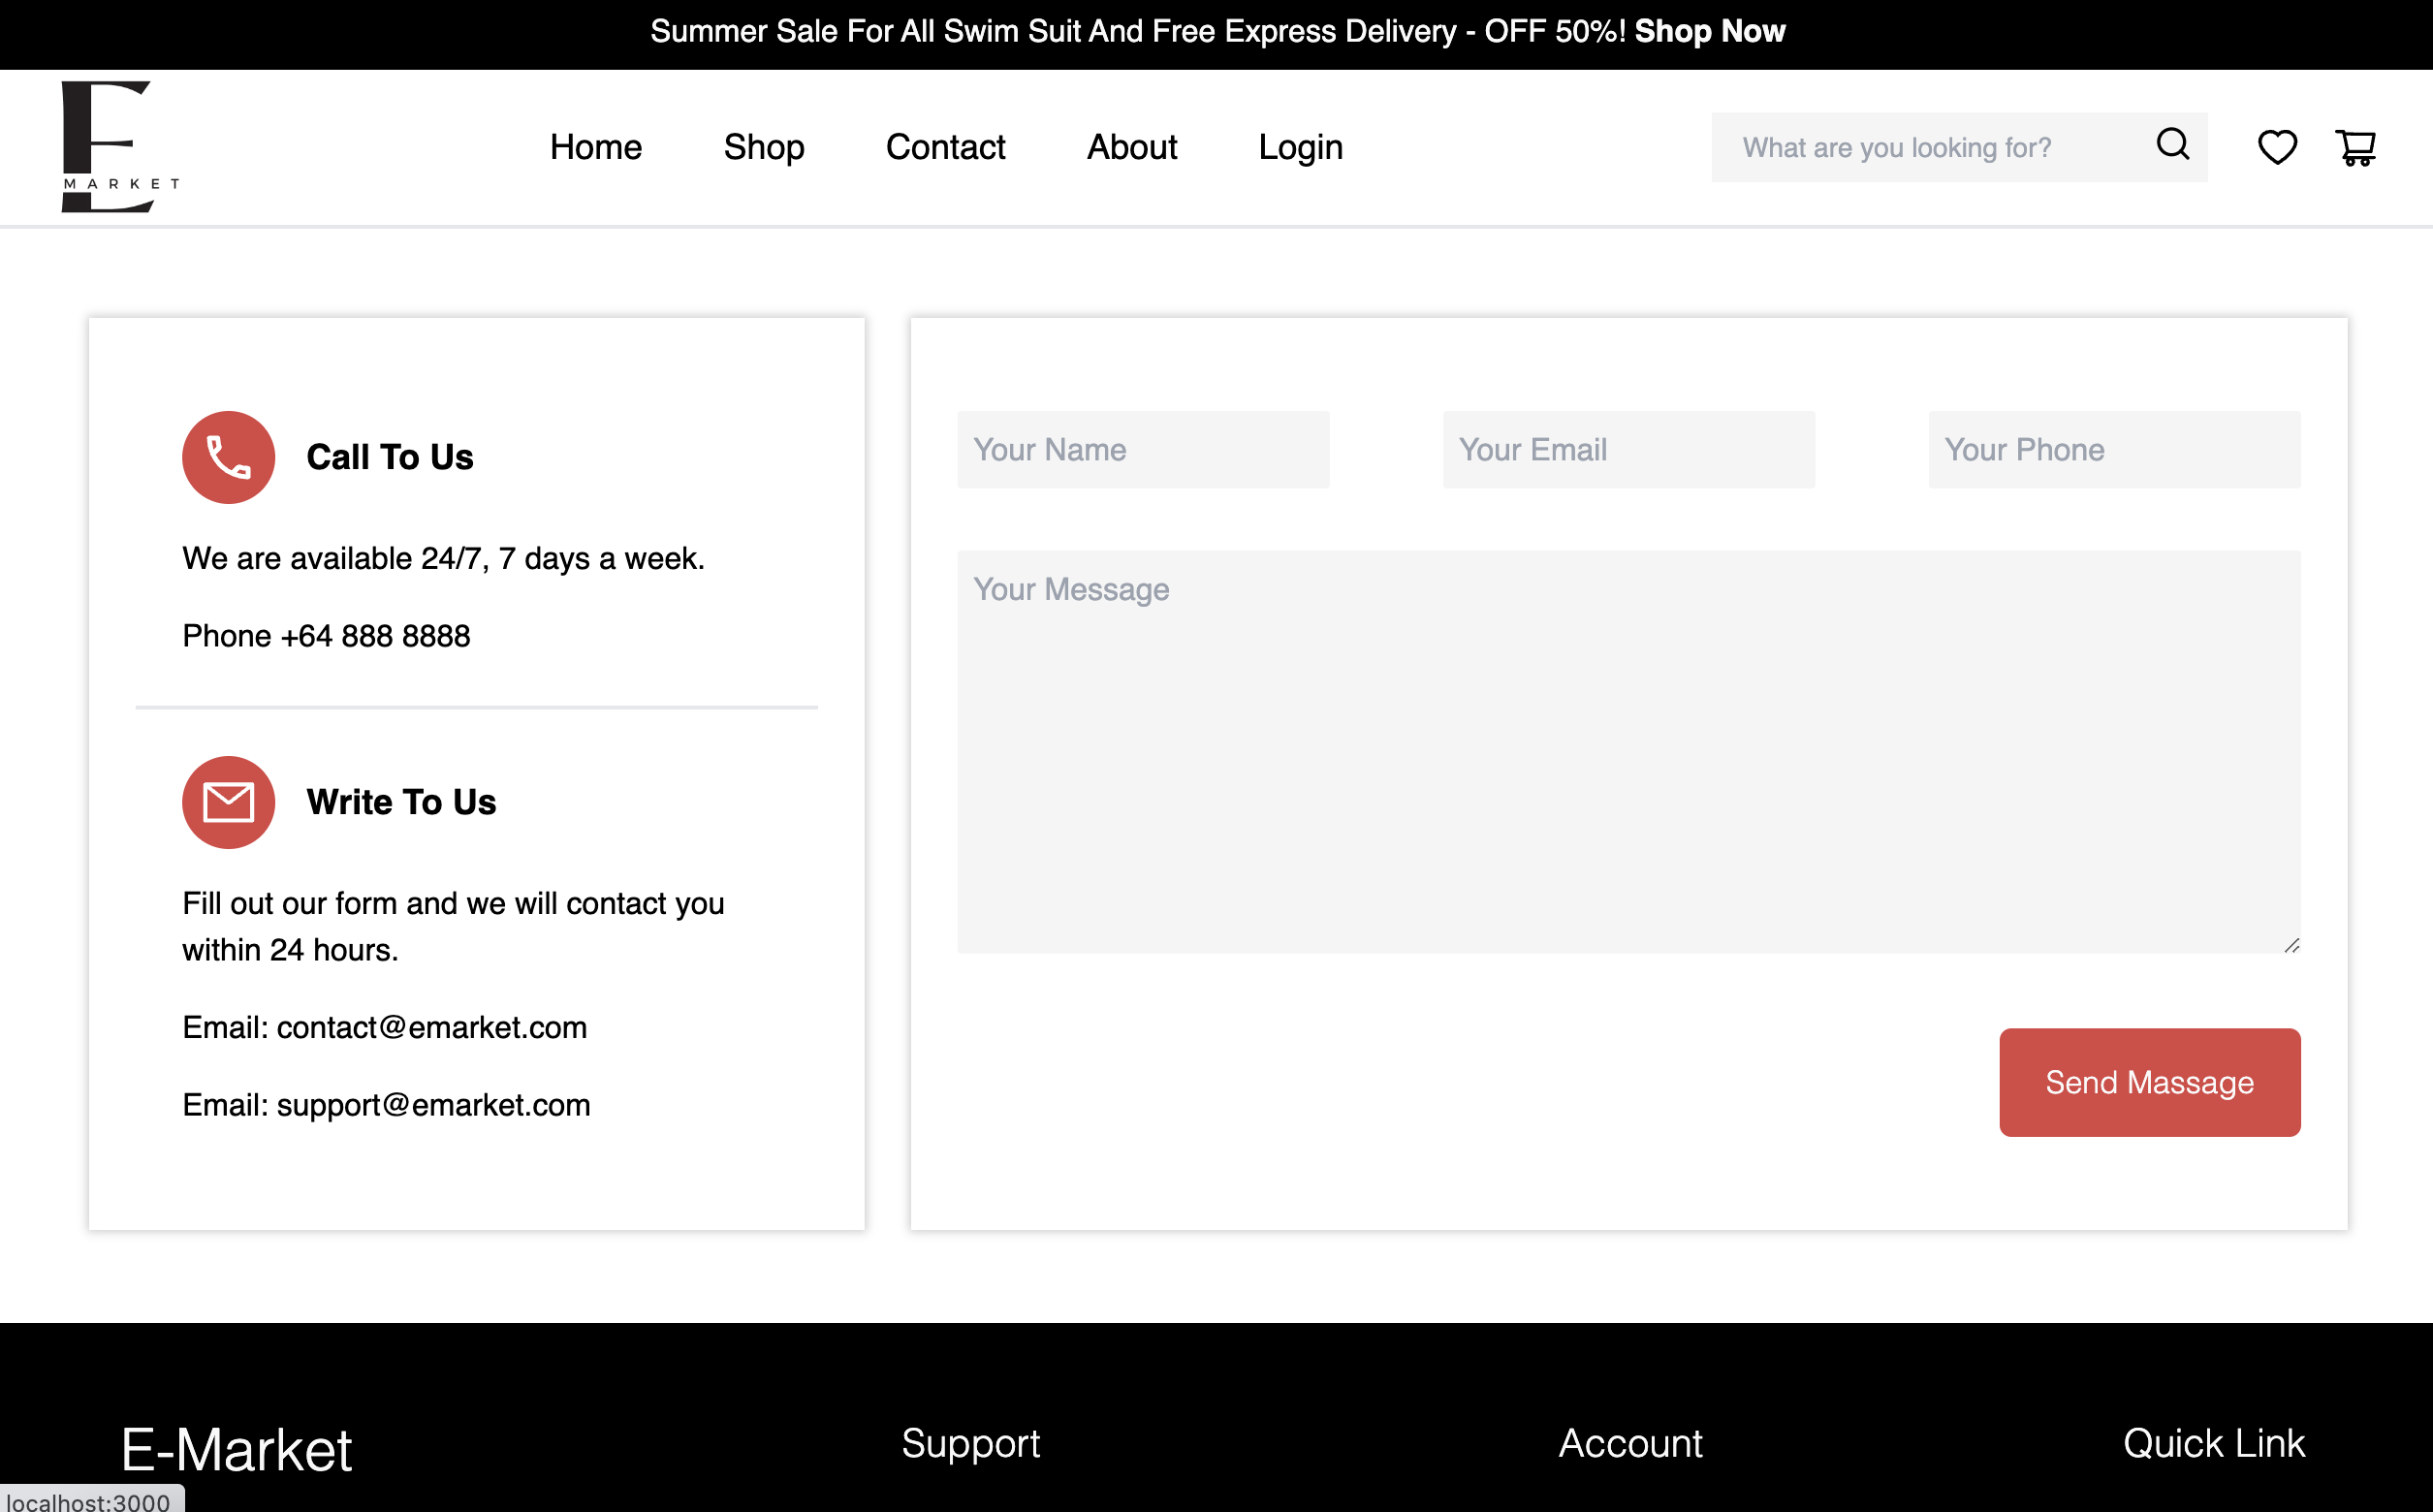 Summer Sale For All Swim Suit And Free Express Delivery - OFF 50%! Shop Now
E
MARKET
Home Shop Contact About Login
What are you looking for?
Call To Us
We are available 24/7, 7 days a week.
Phone +64 888 8888
Write To Us
Fill out our form and we will contact you
within 24 hours.
Email: contact@emarket.com
Email: support@emarket.com
Your Name Your Email Your Phone
Your Message
Send Massage
E-Market Support Account Quick Link
localhost:3000